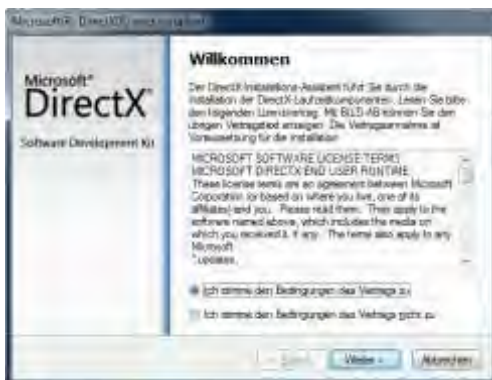 Microsoft(R) DirectX(R) wird installiert
Willkommen
Microsoft®
DirectX®
Software Development Kit
Der DirectX-Installations-Assistent führt Sie durch die
Installation der DirectX-Laufzeitkomponenten. Lesen Sie bitte
den folgenden Lizenzvertrag. Mit BILD-AB können Sie den
übrigen Vertragstext anzeigen. Die Vertragsannahme ist
Voraussetzung für die Installation.
MICROSOFT SOFTWARE LICENSE TERMS
MICROSOFT DIRECTX END USER RUNTIME
These license terms are an agreement between Microsoft
Corporation (or based on where you live, one of its
affiliates) and you. Please read them. They apply to the
software named above, which includes the media on
which you received it, if any. The terms also apply to any
Microsoft
*updates,
Ich stimme den Bedingungen des Vertrags zu
Ich stimme den Bedingungen des Vertrags nicht zu
< Zurück
Weiter >
Abbrechen